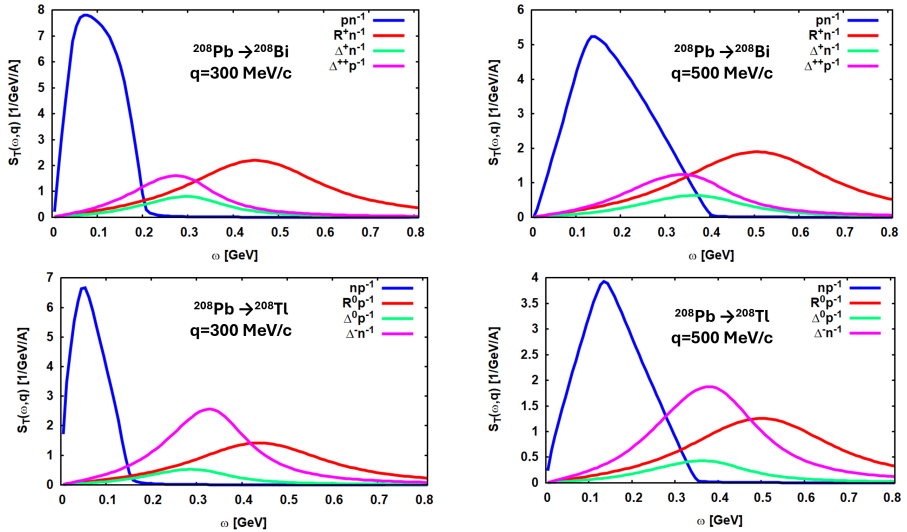 8
7
6
5
4
3
2
1
0
S_T(ω,q) [1/GeV/A]
²⁰⁸Pb →²⁰⁸Bi
q=300 MeV/c
pn⁻¹
R⁺n⁻¹
Δ⁺n⁻¹
Δ⁺⁺p⁻¹
0 0.1 0.2 0.3 0.4 0.5 0.6 0.7 0.8
ω [GeV]
6
5
4
3
2
1
0
S_T(ω,q) [1/GeV/A]
²⁰⁸Pb →²⁰⁸Bi
q=500 MeV/c
pn⁻¹
R⁺n⁻¹
Δ⁺n⁻¹
Δ⁺⁺p⁻¹
0 0.1 0.2 0.3 0.4 0.5 0.6 0.7 0.8
ω [GeV]
7
6
5
4
3
2
1
0
S_T(ω,q) [1/GeV/A]
²⁰⁸Pb →²⁰⁸Tl
q=300 MeV/c
np⁻¹
R⁰p⁻¹
Δ⁰p⁻¹
Δ⁻n⁻¹
0 0.1 0.2 0.3 0.4 0.5 0.6 0.7 0.8
ω [GeV]
4
3.5
3
2.5
2
1.5
1
0.5
0
S_T(ω,q) [1/GeV/A]
²⁰⁸Pb →²⁰⁸Tl
q=500 MeV/c
np⁻¹
R⁰p⁻¹
Δ⁰p⁻¹
Δ⁻n⁻¹
0 0.1 0.2 0.3 0.4 0.5 0.6 0.7 0.8
ω [GeV]